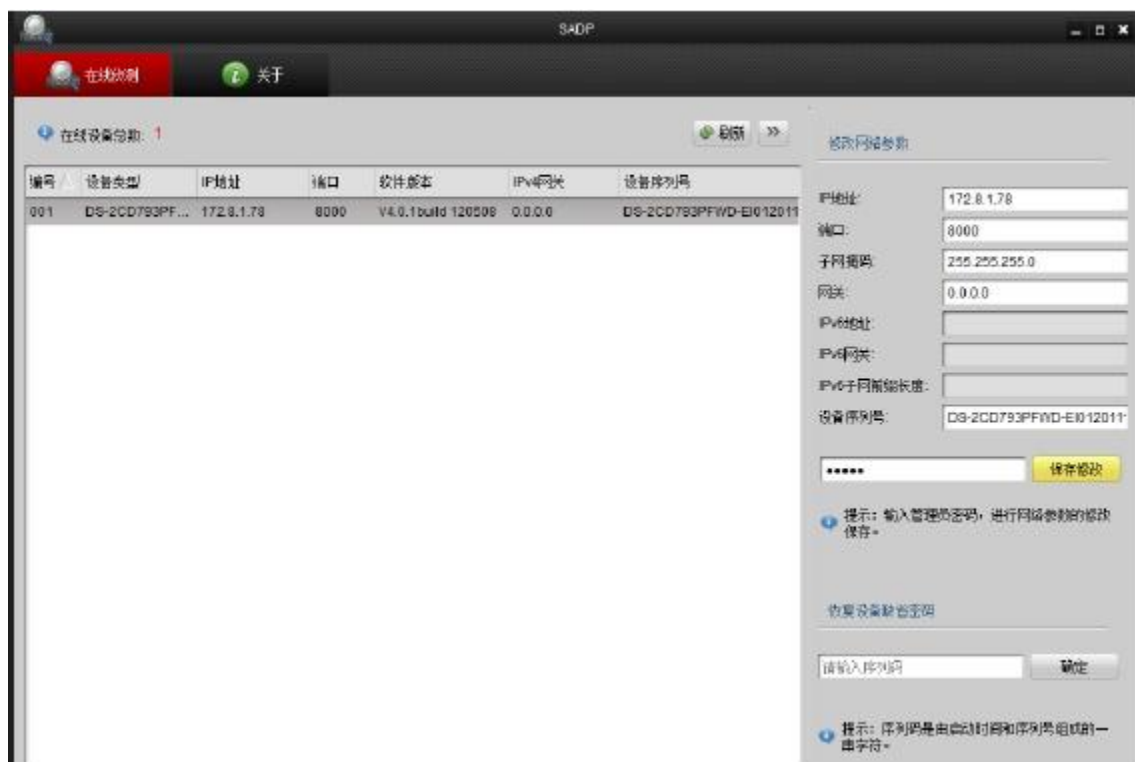 SADP
在线侦测
关于
在线设备总数: 1
刷新
编号 设备类型 IP地址 端口 软件版本 IPv4网关 设备序列号
001 DS-2CD793PF... 172.8.1.78 8000 V4.0.1build 120508 0.0.0.0 DS-2CD793PFWD-EI012011
修改网络参数
IP地址: 172.8.1.78
端口: 8000
子网掩码: 255.255.255.0
网关: 0.0.0.0
IPv6地址:
IPv6网关:
IPv6子网前缀长度:
设备序列号: DS-2CD793PFWD-EI012011
•••••
保存修改
提示：输入管理员密码，进行网络参数的修改
保存。
恢复设备缺省密码
请输入序列码
确定
提示：序列码是由启动时间和序列号组成的一
串字符。